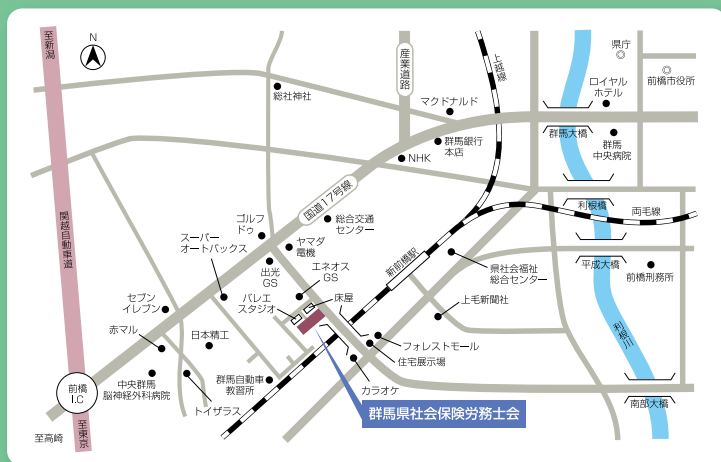 至新潟
N
産業道路
上越線
県庁
前橋市役所
ロイヤル
ホテル
総社神社
マクドナルド
群馬銀行
本店
NHK
群馬大橋
群馬
中央病院
国道17号線
利根橋
両毛線
関越自動車道
ゴルフ
ドゥ
総合交通
センター
スーパー
オートバックス
ヤマダ
電機
新前橋駅
県社会福祉
総合センター
平成大橋
前橋刑務所
出光
GS
エネオス
GS
バレエ
スタジオ
床屋
セブン
イレブン
上毛新聞社
赤マル
日本精工
フォレストモール
住宅展示場
利根川
前橋
I.C
中央群馬
脳神経外科病院
群馬自動車
教習所
トイザラス
カラオケ
南部大橋
群馬県社会保険労務士会
至高崎
至東京